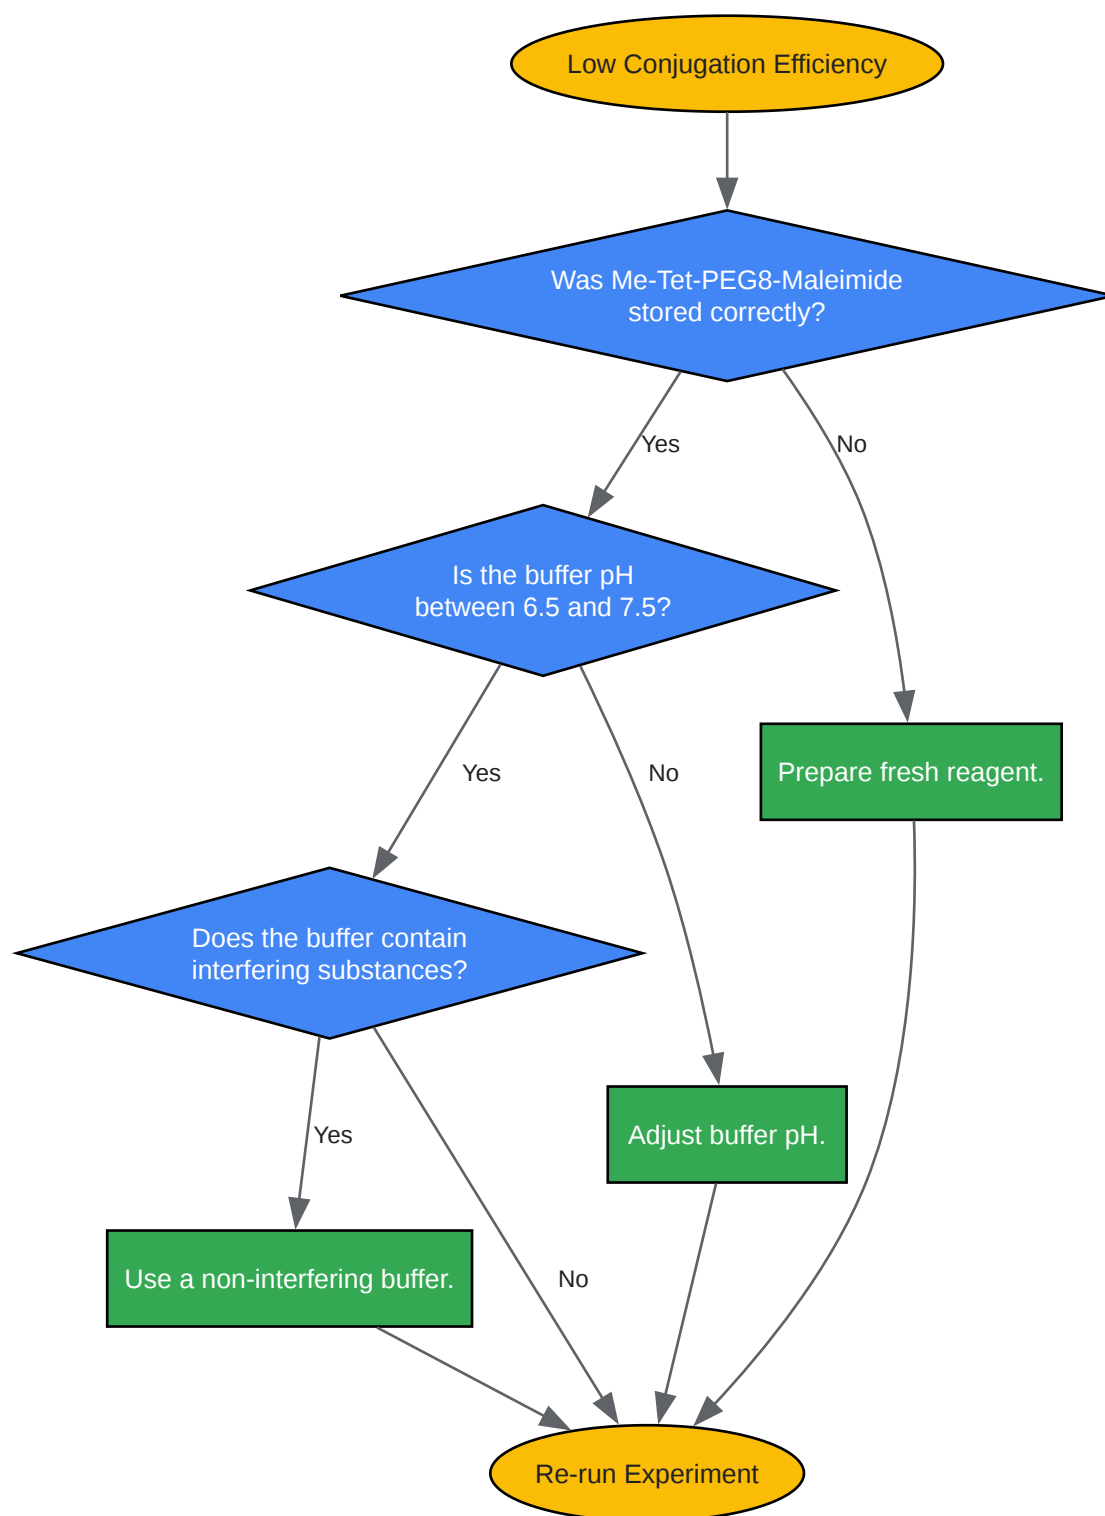 Low Conjugation Efficiency
Was Me-Tet-PEG8-Maleimide
stored correctly?
Yes
No
Is the buffer pH
between 6.5 and 7.5?
Yes
No
Prepare fresh reagent.
Does the buffer contain
interfering substances?
Yes
No
Adjust buffer pH.
Use a non-interfering buffer.
Re-run Experiment